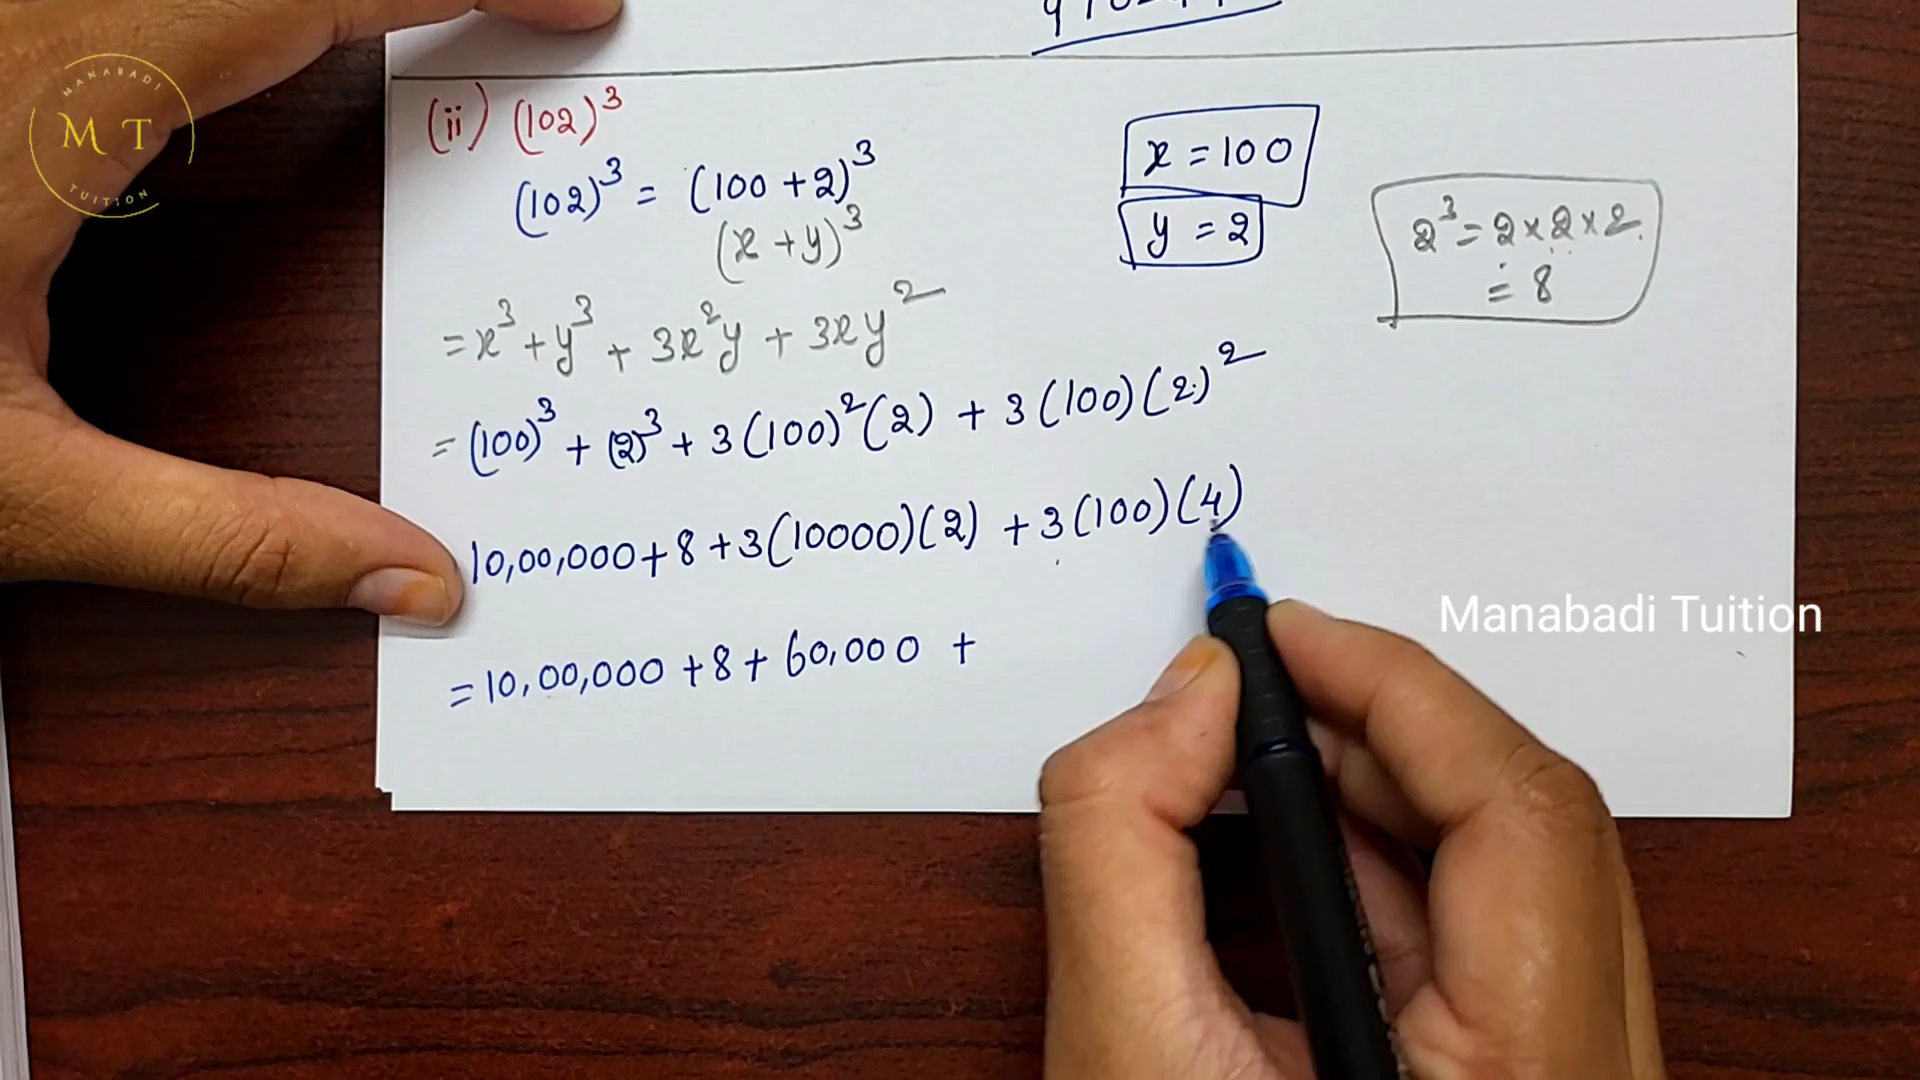 MANABADI
M T
TUITION
(ii) (102)³
(102)³ = (100 +2)³
(x +y)³
x = 100
y = 2
2³ = 2 × 2 × 2
= 8
= x³ + y³ + 3x²y + 3xy²
= (100)³ + (2)³ + 3(100)²(2) + 3(100)(2)²
10,00,000 + 8 + 3(10000)(2) + 3(100)(4)
= 10,00,000 + 8 + 60,000 +
Manabadi Tuition